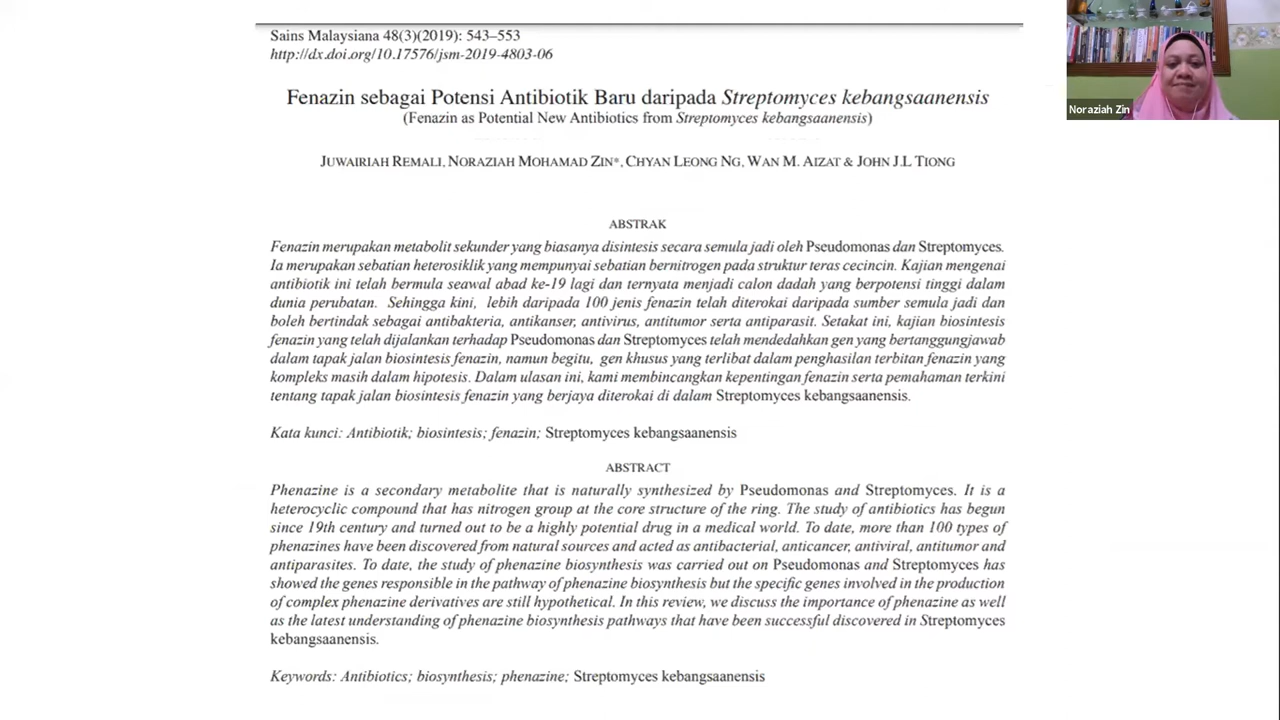 Sains Malaysiana 48(3)(2019): 543–553
http://dx.doi.org/10.17576/jsm-2019-4803-06
Fenazin sebagai Potensi Antibiotik Baru daripada Streptomyces kebangsaanensis
(Fenazin as Potential New Antibiotics from Streptomyces kebangsaanensis)
JUWAIRIAH REMALI, NORAZIAH MOHAMAD ZIN*, CHYAN LEONG NG, WAN M. AIZAT & JOHN J.L TIONG
ABSTRAK
Fenazin merupakan metabolit sekunder yang biasanya disintesis secara semula jadi oleh Pseudomonas dan Streptomyces.
Ia merupakan sebatian heterosiklik yang mempunyai sebatian bernitrogen pada struktur teras cecincin. Kajian mengenai
antibiotik ini telah bermula seawal abad ke-19 lagi dan ternyata menjadi calon dadah yang berpotensi tinggi dalam
dunia perubatan. Sehingga kini, lebih daripada 100 jenis fenazin telah diterokai daripada sumber semula jadi dan
boleh bertindak sebagai antibakteria, antikanser, antivirus, antitumor serta antiparasit. Setakat ini, kajian biosintesis
fenazin yang telah dijalankan terhadap Pseudomonas dan Streptomyces telah mendedahkan gen yang bertanggungjawab
dalam tapak jalan biosintesis fenazin, namun begitu, gen khusus yang terlibat dalam penghasilan terbitan fenazin yang
kompleks masih dalam hipotesis. Dalam ulasan ini, kami membincangkan kepentingan fenazin serta pemahaman terkini
tentang tapak jalan biosintesis fenazin yang berjaya diterokai di dalam Streptomyces kebangsaanensis.
Kata kunci: Antibiotik; biosintesis; fenazin; Streptomyces kebangsaanensis
ABSTRACT
Phenazine is a secondary metabolite that is naturally synthesized by Pseudomonas and Streptomyces. It is a
heterocyclic compound that has nitrogen group at the core structure of the ring. The study of antibiotics has begun
since 19th century and turned out to be a highly potential drug in a medical world. To date, more than 100 types of
phenazines have been discovered from natural sources and acted as antibacterial, anticancer, antiviral, antitumor and
antiparasites. To date, the study of phenazine biosynthesis was carried out on Pseudomonas and Streptomyces has
showed the genes responsible in the pathway of phenazine biosynthesis but the specific genes involved in the production
of complex phenazine derivatives are still hypothetical. In this review, we discuss the importance of phenazine as well
as the latest understanding of phenazine biosynthesis pathways that have been successful discovered in Streptomyces
kebangsaanensis.
Keywords: Antibiotics; biosynthesis; phenazine; Streptomyces kebangsaanensis
Noraziah Zin